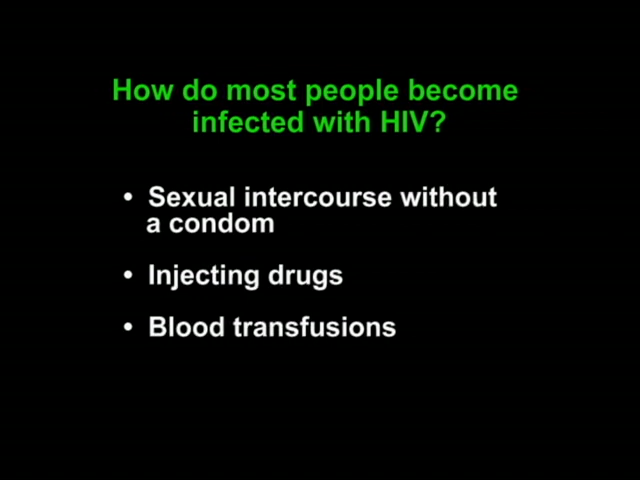 How do most people become
infected with HIV?
• Sexual intercourse without
a condom
• Injecting drugs
• Blood transfusions